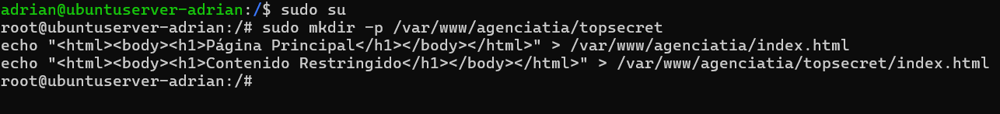 adrian@ubuntuserver-adrian:/$ sudo su
root@ubuntuserver-adrian:/# sudo mkdir -p /var/www/agenciatia/topsecret
echo "<html><body><h1>Página Principal</h1></body></html>" > /var/www/agenciatia/index.html
echo "<html><body><h1>Contenido Restringido</h1></body></html>" > /var/www/agenciatia/topsecret/index.html
root@ubuntuserver-adrian:/#